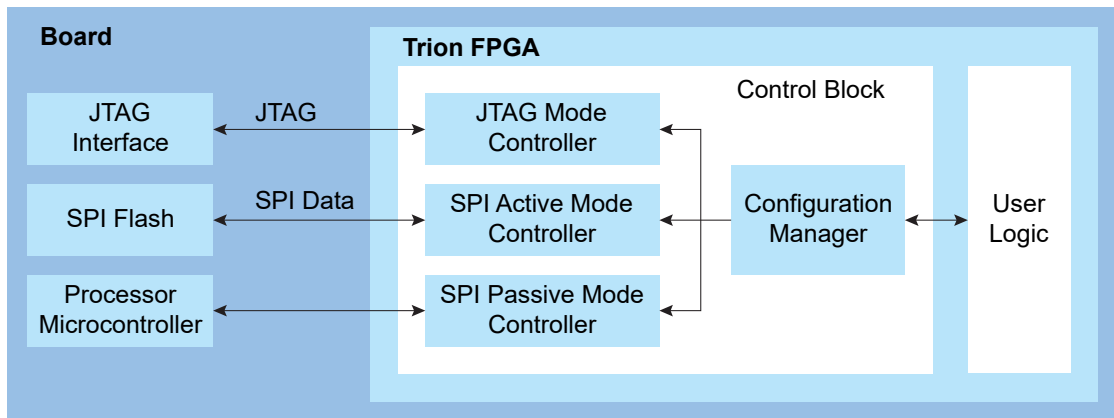 Board
Trion FPGA
Control Block
JTAG
Interface
JTAG
JTAG Mode
Controller
SPI Flash
SPI Data
SPI Active Mode
Controller
Configuration
Manager
User
Logic
Processor
Microcontroller
SPI Passive Mode
Controller